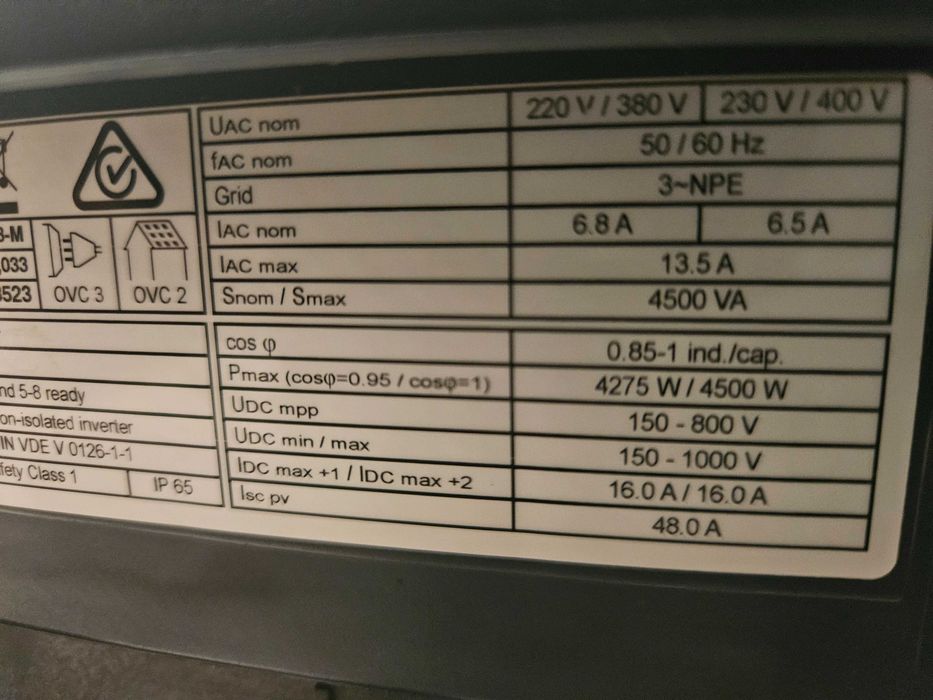 UAC nom 220 V / 380 V 230 V / 400 V
fAC nom 50 / 60 Hz
Grid 3~NPE
IAC nom 6.8 A 6.5 A
IAC max 13.5 A
Snom / Smax 4500 VA
-M
033
523
OVC 3
OVC 2
cos φ 0.85-1 ind./cap.
Pmax (cosφ=0.95 / cosφ=1) 4275 W / 4500 W
UDC mpp 150 - 800 V
UDC min / max 150 - 1000 V
IDC max +1 / IDC max +2 16.0 A / 16.0 A
Isc pv 48.0 A
nd 5-8 ready
on-isolated inverter
IN VDE V 0126-1-1
fety Class 1
IP 65